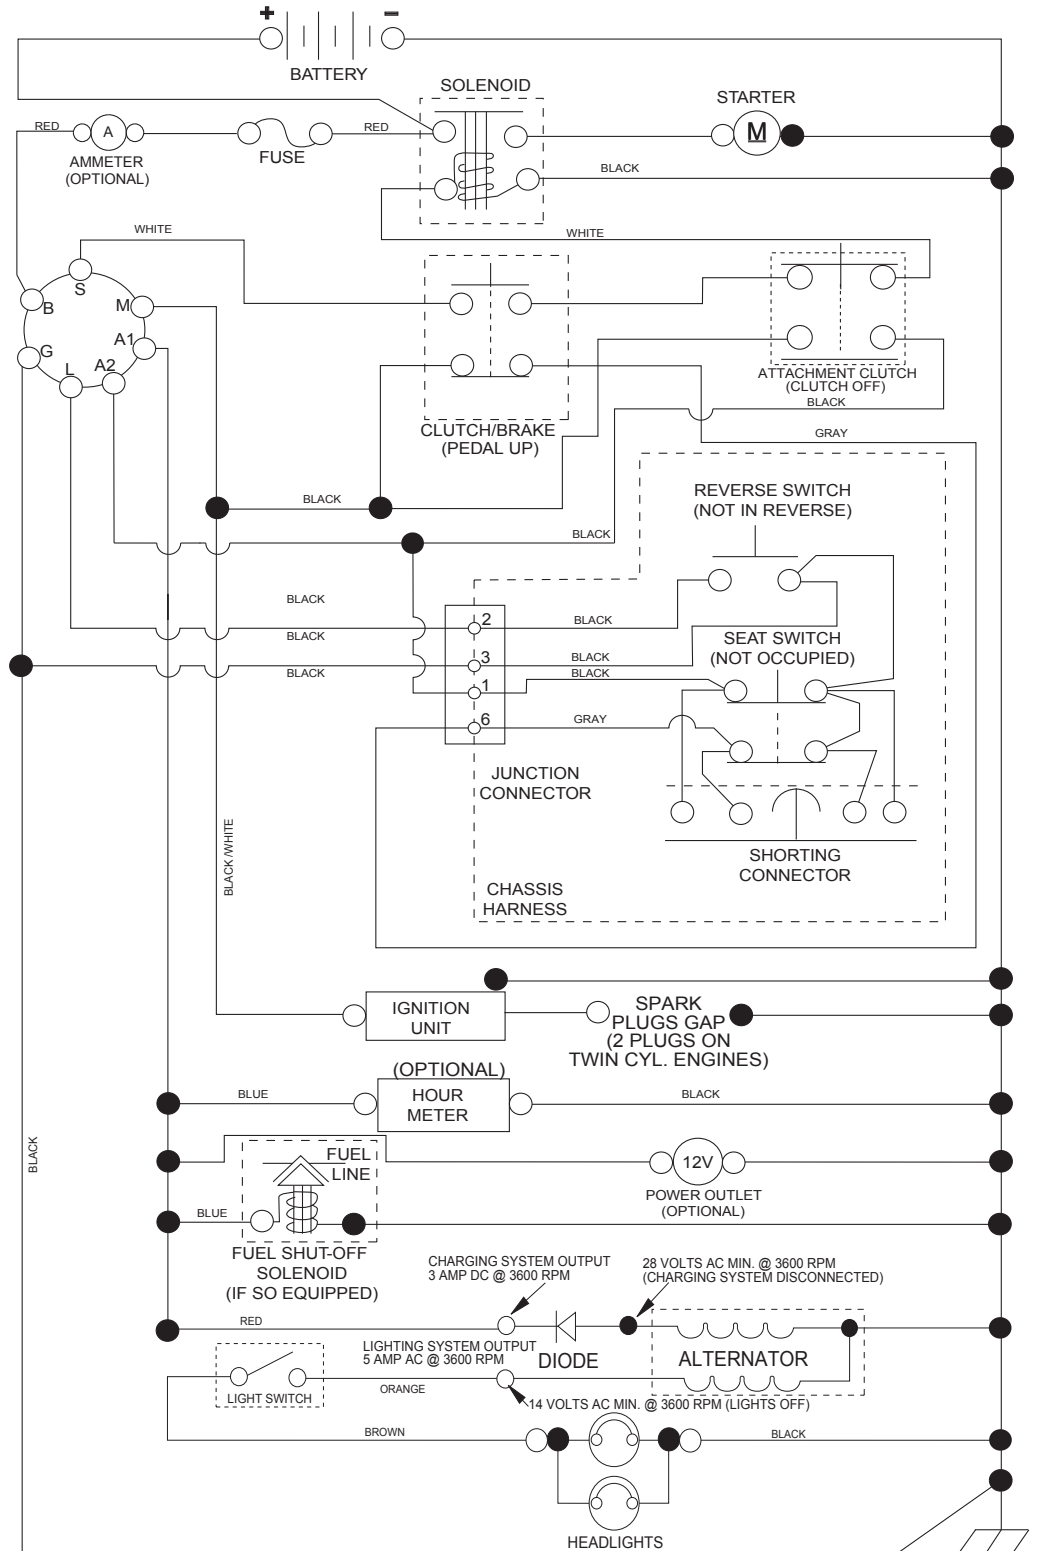 + −
BATTERY
SOLENOID
STARTER
RED
A
RED
M
AMMETER
(OPTIONAL)
FUSE
BLACK
WHITE
WHITE
S
B
M
G
A1
L
A2
ATTACHMENT CLUTCH
(CLUTCH OFF)
BLACK
CLUTCH/BRAKE
(PEDAL UP)
GRAY
BLACK
REVERSE SWITCH
(NOT IN REVERSE)
BLACK
BLACK
2
BLACK
BLACK
SEAT SWITCH
(NOT OCCUPIED)
3
BLACK
BLACK
1
BLACK
6
GRAY
JUNCTION
CONNECTOR
BLACK /WHITE
SHORTING
CONNECTOR
CHASSIS
HARNESS
IGNITION
UNIT
SPARK
PLUGS GAP
(2 PLUGS ON
TWIN CYL. ENGINES)
(OPTIONAL)
BLUE
HOUR
METER
BLACK
BLACK
FUEL
LINE
12V
POWER OUTLET
(OPTIONAL)
BLUE
FUEL SHUT-OFF
SOLENOID
(IF SO EQUIPPED)
CHARGING SYSTEM OUTPUT
3 AMP DC @ 3600 RPM
28 VOLTS AC MIN. @ 3600 RPM
(CHARGING SYSTEM DISCONNECTED)
RED
LIGHTING SYSTEM OUTPUT
5 AMP AC @ 3600 RPM
DIODE
ALTERNATOR
LIGHT SWITCH
ORANGE
14 VOLTS AC MIN. @ 3600 RPM (LIGHTS OFF)
BROWN
BLACK
HEADLIGHTS